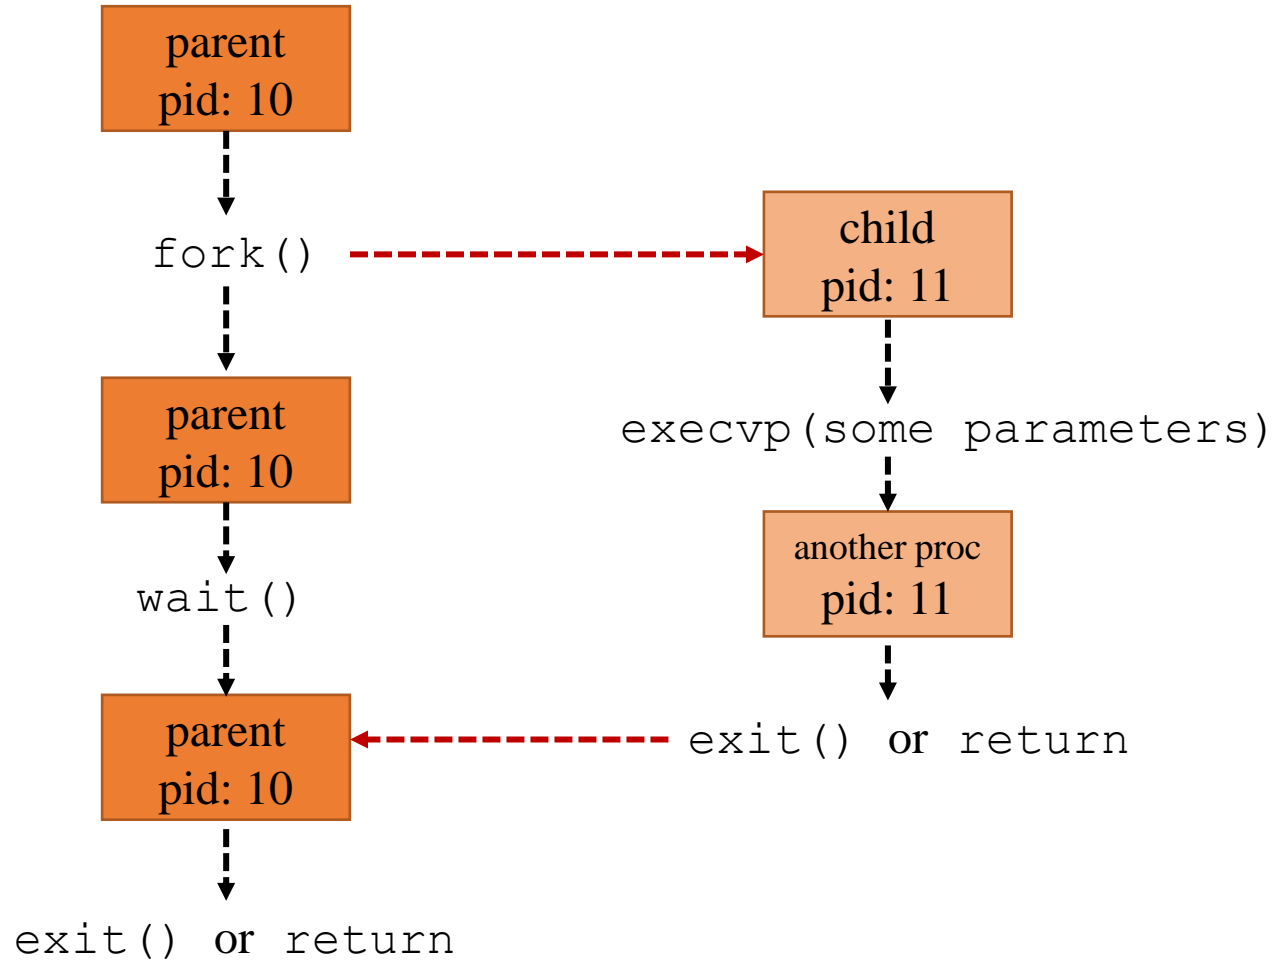 parent
pid: 10
fork()
child
pid: 11
parent
pid: 10
execvp(some parameters)
another proc
pid: 11
wait()
parent
pid: 10
exit() or return
exit() or return